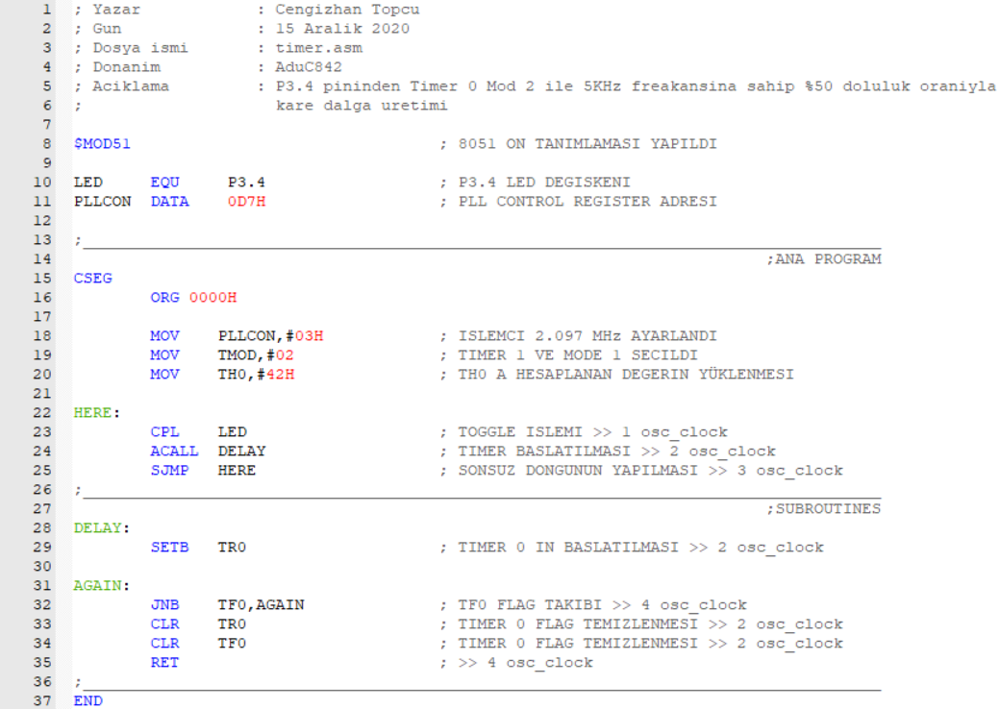 1 ; Yazar : Cengizhan Topcu
2 ; Gun : 15 Aralik 2020
3 ; Dosya ismi : timer.asm
4 ; Donanim : AduC842
5 ; Aciklama : P3.4 pininden Timer 0 Mod 2 ile 5KHz freakansina sahip %50 doluluk oraniyla
6 ; kare dalga uretimi
7
8 $MOD51 ; 8051 ON TANIMLAMASI YAPILDI
9
10 LED EQU P3.4 ; P3.4 LED DEGISKENI
11 PLLCON DATA 0D7H ; PLL CONTROL REGISTER ADRESI
12
13 ;
14 ;ANA PROGRAM
15 CSEG
16 ORG 0000H
17
18 MOV PLLCON,#03H ; ISLEMCI 2.097 MHz AYARLANDI
19 MOV TMOD,#02 ; TIMER 1 VE MODE 1 SECILDI
20 MOV TH0,#42H ; TH0 A HESAPLANAN DEGERIN YÜKLENMESI
21
22 HERE:
23 CPL LED ; TOGGLE ISLEMI >> 1 osc_clock
24 ACALL DELAY ; TIMER BASLATILMASI >> 2 osc_clock
25 SJMP HERE ; SONSUZ DONGUNUN YAPILMASI >> 3 osc_clock
26 ;
27 ;SUBROUTINES
28 DELAY:
29 SETB TR0 ; TIMER 0 IN BASLATILMASI >> 2 osc_clock
30
31 AGAIN:
32 JNB TF0,AGAIN ; TF0 FLAG TAKIBI >> 4 osc_clock
33 CLR TR0 ; TIMER 0 FLAG TEMIZLENMESI >> 2 osc_clock
34 CLR TF0 ; TIMER 0 FLAG TEMIZLENMESI >> 2 osc_clock
35 RET ; >> 4 osc_clock
36 ;
37 END